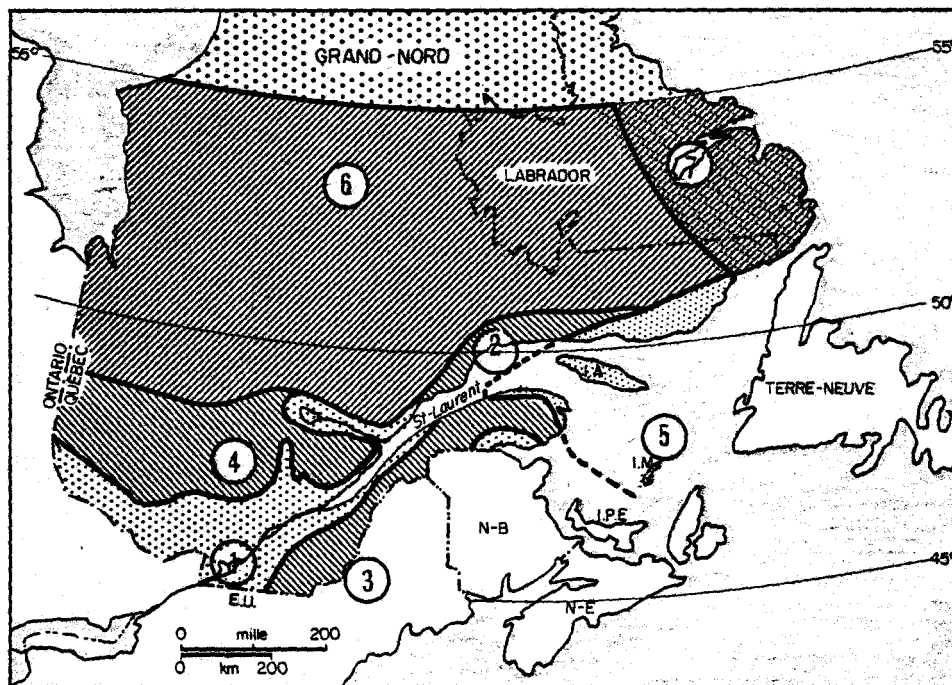 GRAND-NORD
55°
55°
6
LABRADOR
7
50°
ONTARIO
QUÉBEC
2
I.A.
St-Laurent
TERRE-NEUVE
4
5
I.M.
I.P.E.
N-B
1
3
45°
E.U.
N-E
0 mille 200
0 km 200